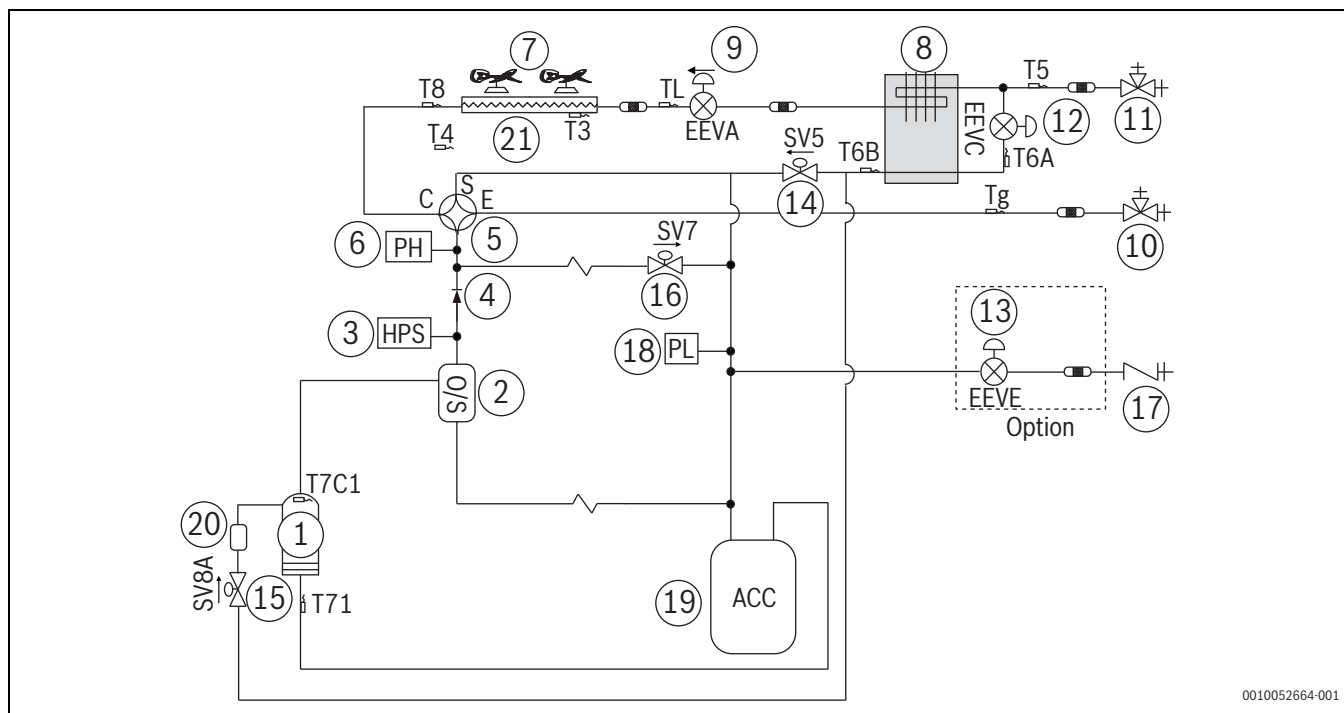 7
9
8
T8
TL
T5
T4
21
T3
EEVA
EEVC
12
11
SV5
T6B
T6A
S
C
E
14
Tg
6
PH
5
SV7
10
4
16
13
3
HPS
18
PL
O/S
2
EEVE
17
Option
T7C1
20
1
SV8A
15
T71
19
ACC
0010052664-001